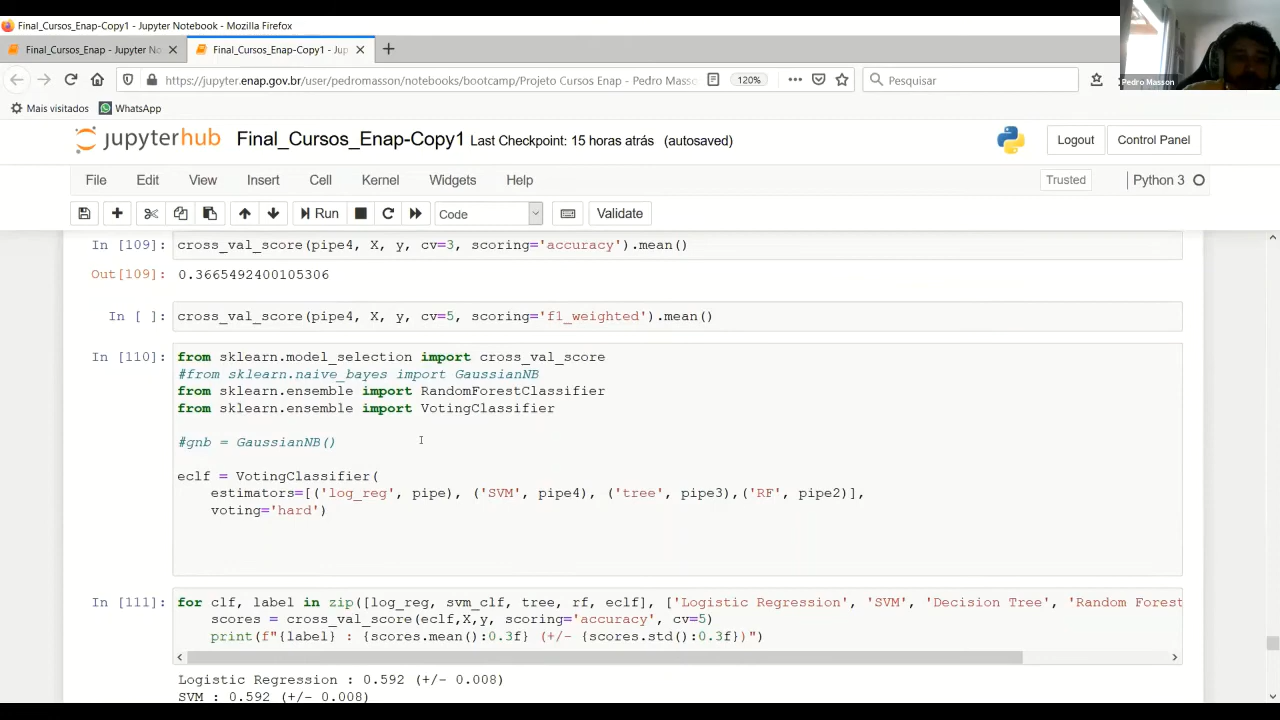 Final_Cursos_Enap-Copy1 - Jupyter Notebook - Mozilla Firefox
Final_Cursos_Enap - Jupyter No
Final_Cursos_Enap-Copy1 - Jup
https://jupyter.enap.gov.br/user/pedromasson/notebooks/bootcamp/Projeto Cursos Enap - Pedro Mass
120%
Pesquisar
Pedro Masson
Mais visitados
WhatsApp
jupyterhub
Final_Cursos_Enap-Copy1
Last Checkpoint: 15 horas atrás
(autosaved)
Logout
Control Panel
File
Edit
View
Insert
Cell
Kernel
Widgets
Help
Trusted
Python 3
Run
Code
Validate
In [109]: cross_val_score(pipe4, X, y, cv=3, scoring='accuracy').mean()
Out[109]: 0.3665492400105306
In [ ]: cross_val_score(pipe4, X, y, cv=5, scoring='f1_weighted').mean()
In [110]: from sklearn.model_selection import cross_val_score
#from sklearn.naive_bayes import GaussianNB
from sklearn.ensemble import RandomForestClassifier
from sklearn.ensemble import VotingClassifier
#gnb = GaussianNB()
eclf = VotingClassifier(
estimators=[('log_reg', pipe), ('SVM', pipe4), ('tree', pipe3),('RF', pipe2)],
voting='hard')
In [111]: for clf, label in zip([log_reg, svm_clf, tree, rf, eclf], ['Logistic Regression', 'SVM', 'Decision Tree', 'Random Forest
scores = cross_val_score(eclf,X,y, scoring='accuracy', cv=5)
print(f"{label} : {scores.mean():0.3f} (+/- {scores.std():0.3f})")
Logistic Regression : 0.592 (+/- 0.008)
SVM : 0.592 (+/- 0.008)